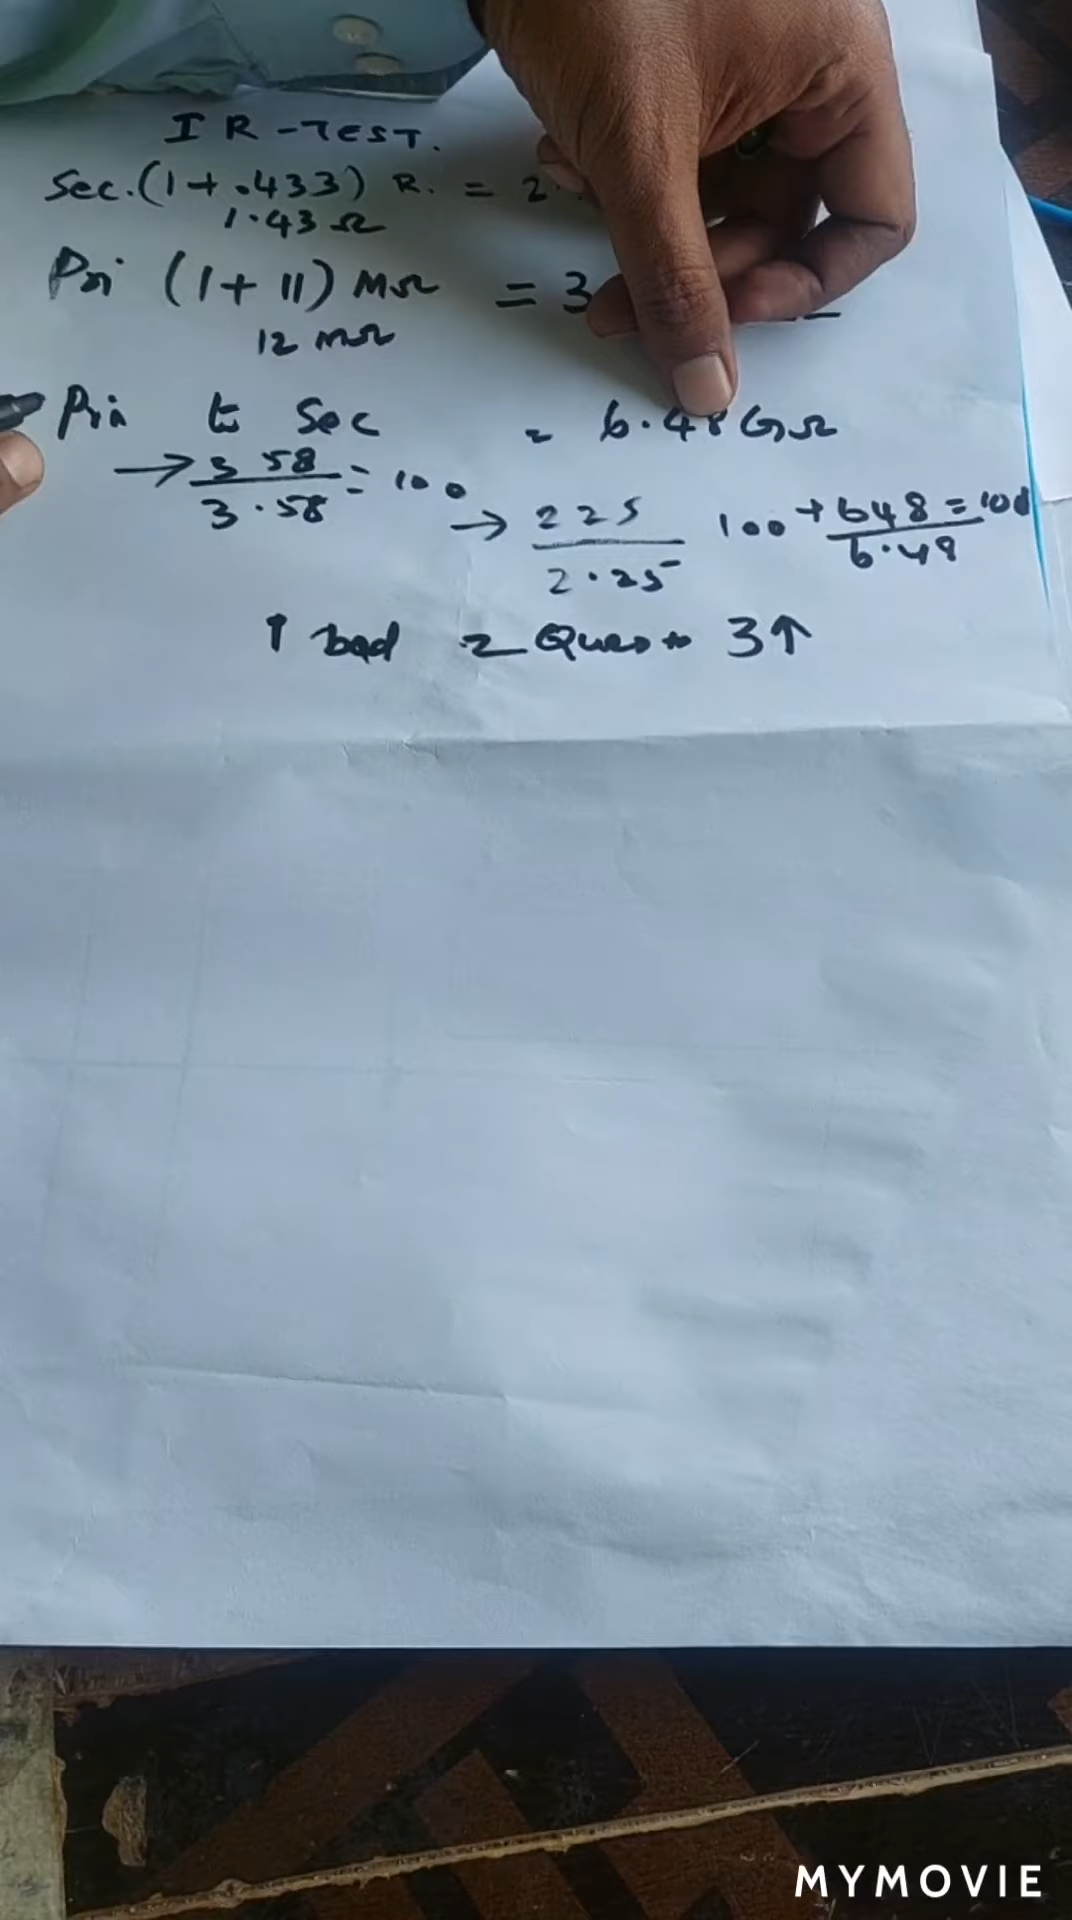 IR-TEST.
Sec.(1+.433) R. = 2.
1.43 Ω
Pri (1+11) MΩ = 3
12 MΩ
Pri to Sec = 6.48 GΩ
→ 358 / 3.58 = 100
→ 225 / 2.25 100 + 648 / 6.48 = 100
1 bad 2 Ques 3↑
MYMOVIE